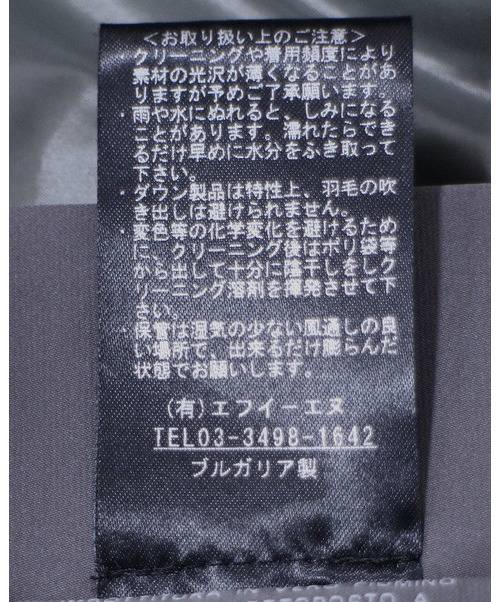 ＜お取り扱い上のご注意＞
クリーニングや着用頻度により
素材の光沢が薄くなることがあ
りますが予めご了承願います。
・雨や水にぬれると、しみになる
ことがあります。濡れたらでき
るだけ早めに水分をふき取って
下さい。
・ダウン製品は特性上、羽毛の吹
き出しは避けられません。
・変色等の化学変化を避けるため
に、クリーニング後はポリ袋等
から出して十分に陰干しをしク
リーニング溶剤を揮発させて下
さい。
・保管は湿気の少ない風通しの良
い場所で、出来るだけ膨らんだ
状態でお願いします。
(有)エフイーエヌ
TEL03-3498-1642
ブルガリア製